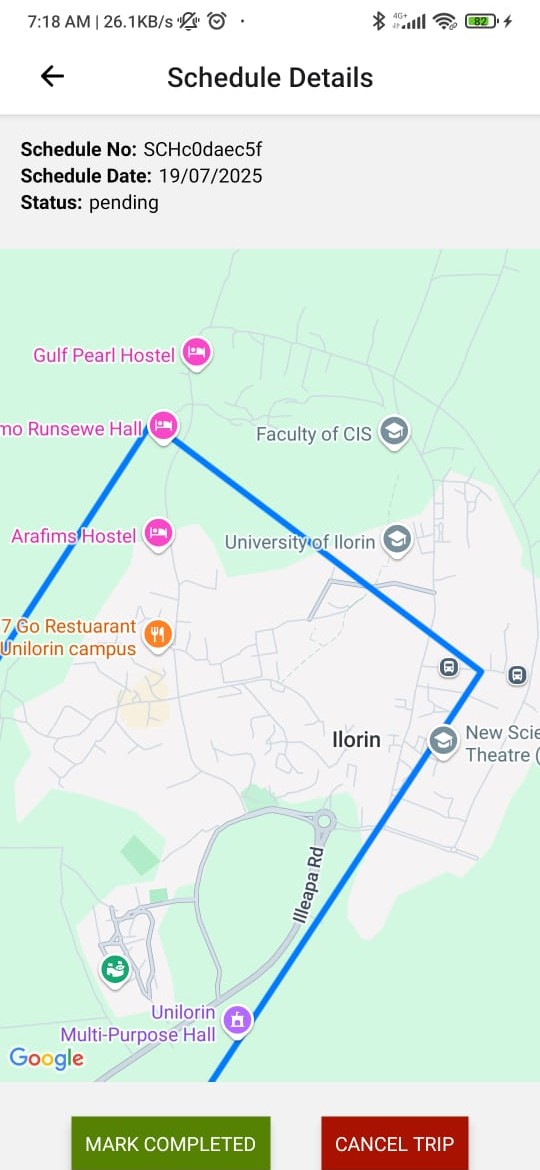 7:18 AM | 26.1KB/s
4G+
82
Schedule Details
Schedule No: SCHc0daec5f
Schedule Date: 19/07/2025
Status: pending
Gulf Pearl Hostel
mo Runsewe Hall
Faculty of CIS
Arafims Hostel
University of Ilorin
7 Go Restuarant
Unilorin campus
Ilorin
New Scie
Theatre (
Illeapa Rd
Unilorin
Multi-Purpose Hall
Google
MARK COMPLETED
CANCEL TRIP